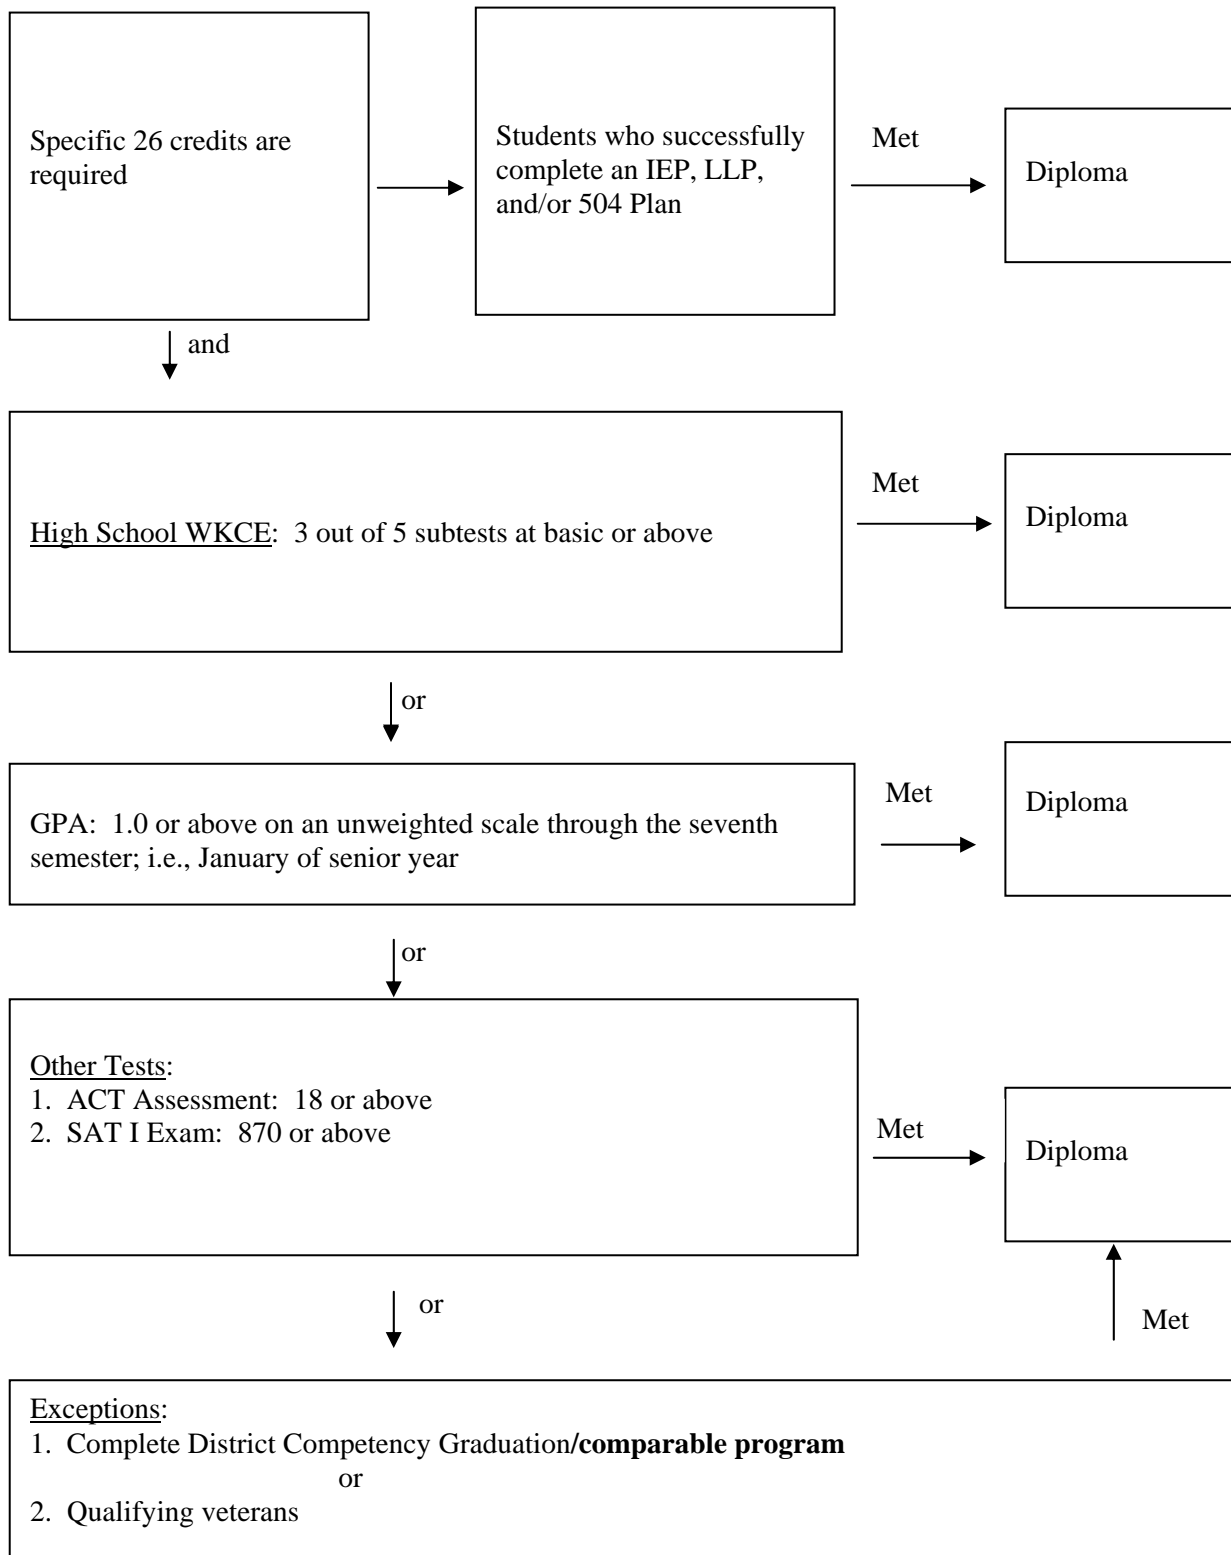 Specific 26 credits are
required
Students who successfully
complete an IEP, LLP,
and/or 504 Plan
Met
Diploma
and
High School WKCE:  3 out of 5 subtests at basic or above
Met
Diploma
or
GPA:  1.0 or above on an unweighted scale through the seventh
semester; i.e., January of senior year
Met
Diploma
or
Other Tests:
1.  ACT Assessment:  18 or above
2.  SAT I Exam:  870 or above
Met
Diploma
or
Met
Exceptions:
1.  Complete District Competency Graduation/comparable program
or
2.  Qualifying veterans